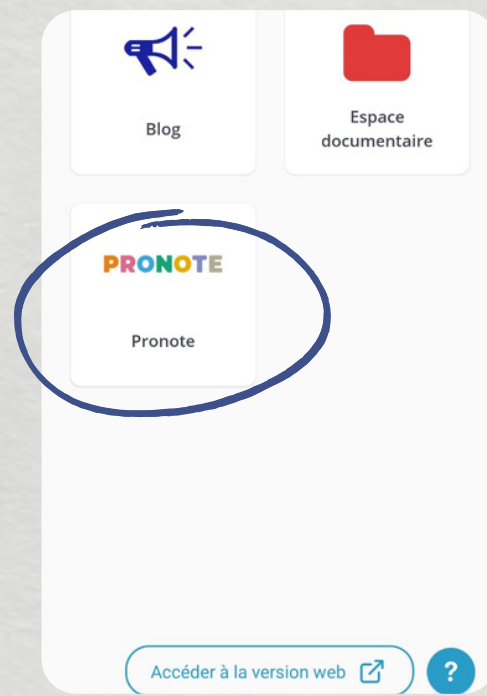 Blog
Espace
documentaire
PRONOTE
Pronote
Accéder à la version web
?